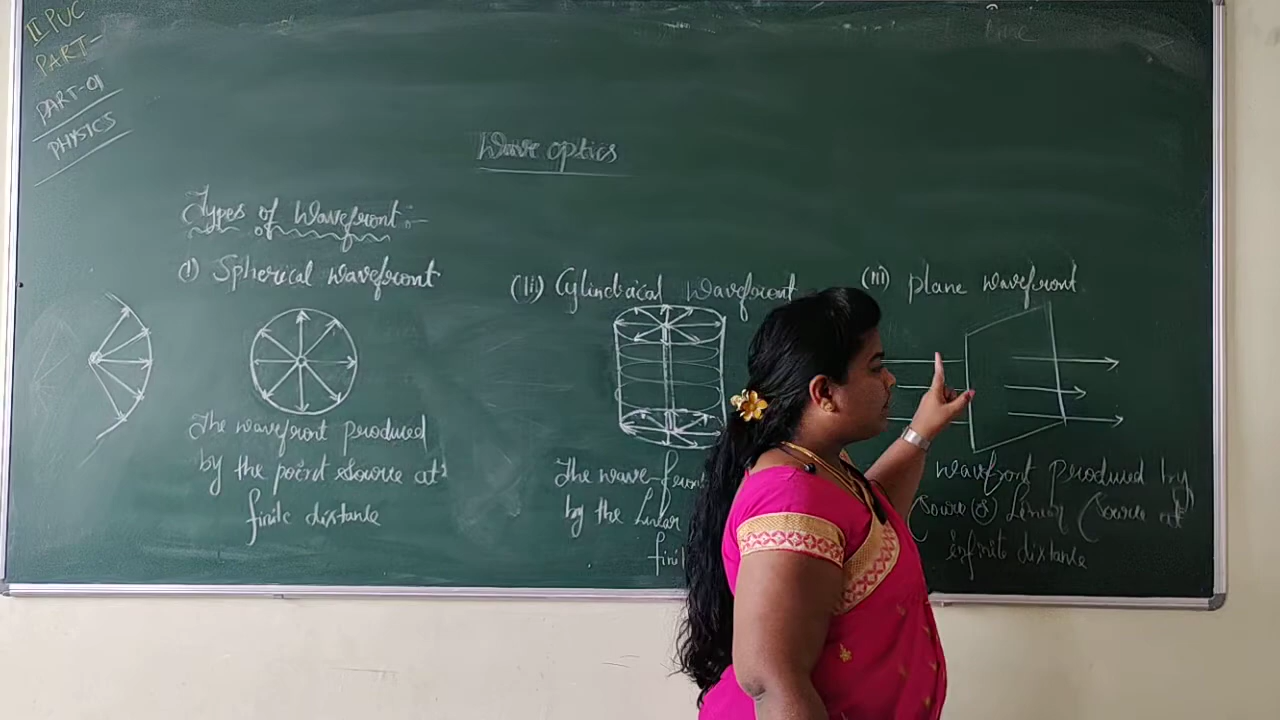 II PUC
PART-
PART-01
PHYSICS
Wave optics
Types of Wavefront :-
i) Spherical wavefront
The wavefront produced
by the point source at
finite distance
(ii) Cylindrical Wavefront
The wave-front
by the Linear
fini
(iii) plane wavefront
wavefront produced by
source or Linear source at
infinite distance